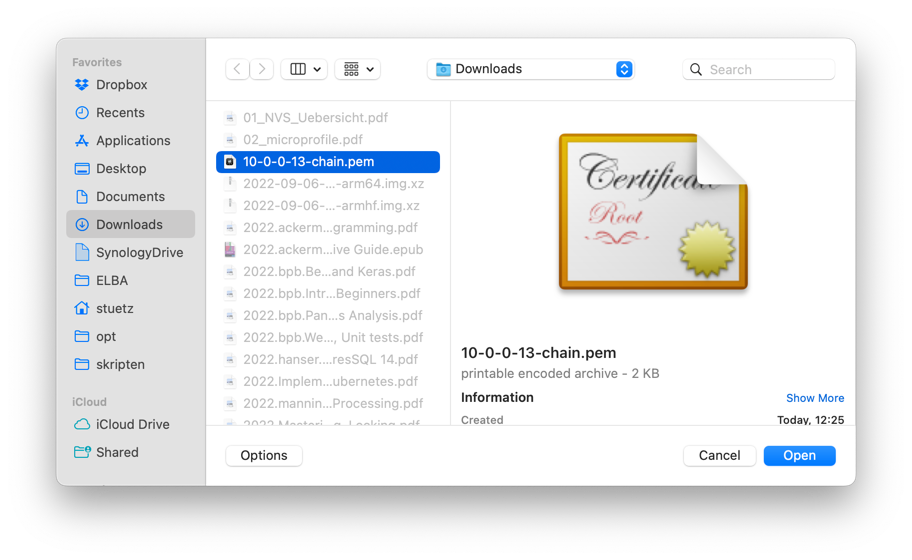 Favorites
Dropbox
Recents
Applications
Desktop
Documents
Downloads
SynologyDrive
ELBA
stuetz
opt
skripten
iCloud
iCloud Drive
Shared
Downloads
Search
01_NVS_Uebersicht.pdf
02_microprofile.pdf
10-0-0-13-chain.pem
2022-09-06-...-arm64.img.xz
2022-09-06-...-armhf.img.xz
2022.ackerm...gramming.pdf
2022.ackerm...ive Guide.epub
2022.bpb.Be...and Keras.pdf
2022.bpb.Intr...Beginners.pdf
2022.bpb.Pan...s Analysis.pdf
2022.bpb.We..., Unit tests.pdf
2022.hanser....resSQL 14.pdf
2022.Implem...ubernetes.pdf
2022.mannin...Processing.pdf
Certificate
Root
10-0-0-13-chain.pem
printable encoded archive - 2 KB
Information
Show More
Created
Today, 12:25
Options
Cancel
Open